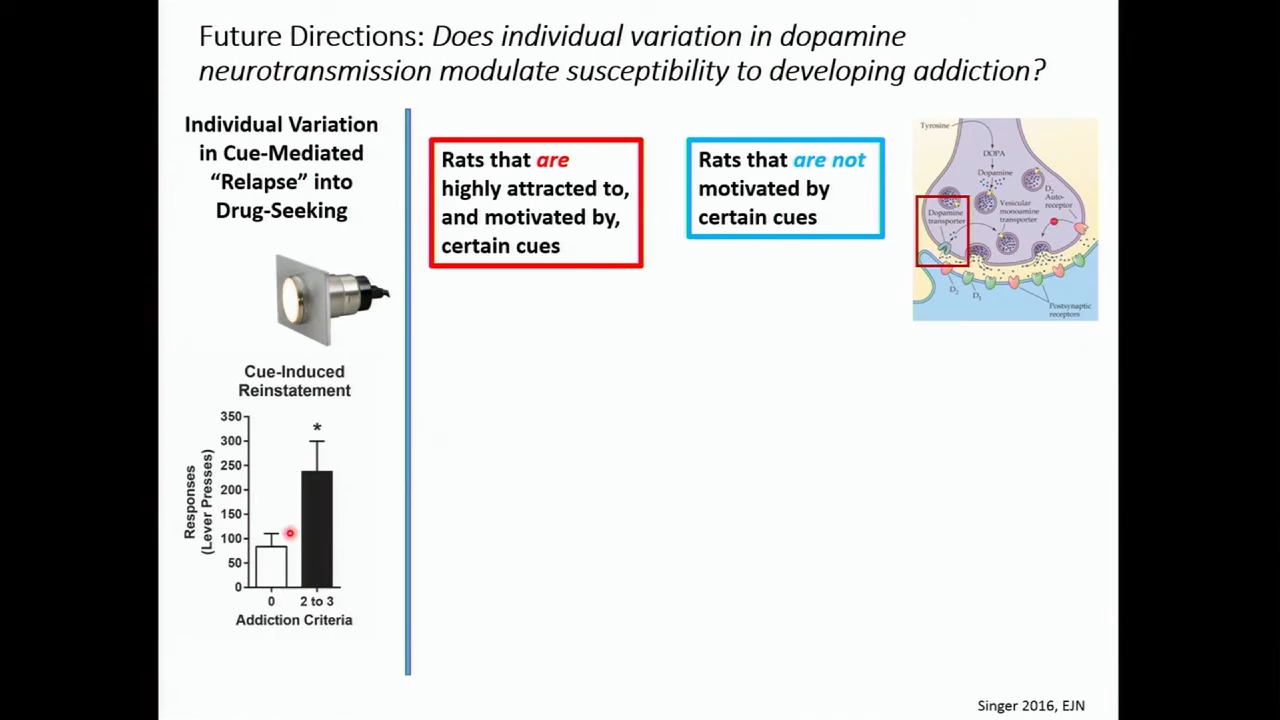 Future Directions: Does individual variation in dopamine
neurotransmission modulate susceptibility to developing addiction?
Individual Variation
in Cue-Mediated
“Relapse” into
Drug-Seeking
Rats that are
highly attracted to,
and motivated by,
certain cues
Rats that are not
motivated by
certain cues
Tyrosine
DOPA
Dopamine
D2
Auto-
receptor
Vesicular
monoamine
transporter
Dopamine
transporter
D2
D1
Postsynaptic
receptors
Cue-Induced
Reinstatement
Responses
(Lever Presses)
350
300
250
200
150
100
50
0
*
0
2 to 3
Addiction Criteria
Singer 2016, EJN